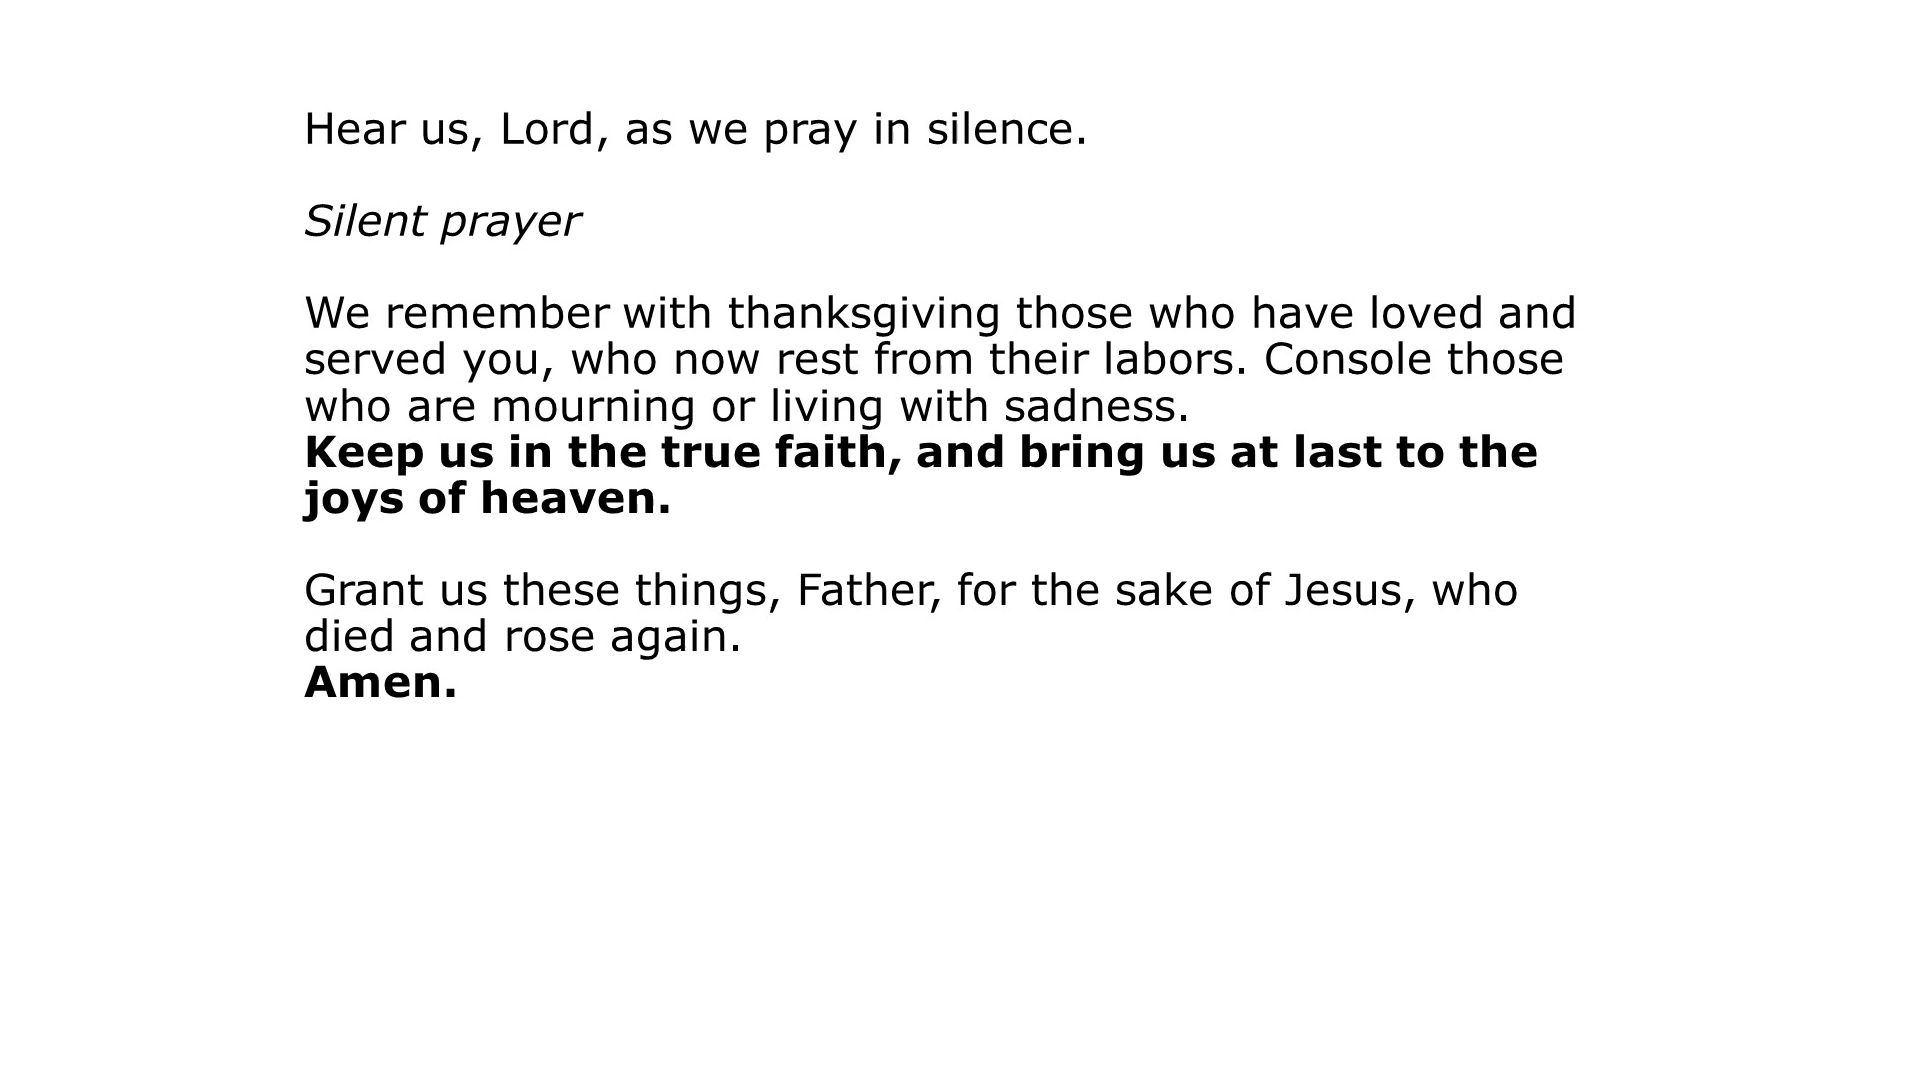 Hear us, Lord, as we pray in silence.
Silent prayer
We remember with thanksgiving those who have loved and
served you, who now rest from their labors. Console those
who are mourning or living with sadness.
Keep us in the true faith, and bring us at last to the
joys of heaven.
Grant us these things, Father, for the sake of Jesus, who
died and rose again.
Amen.